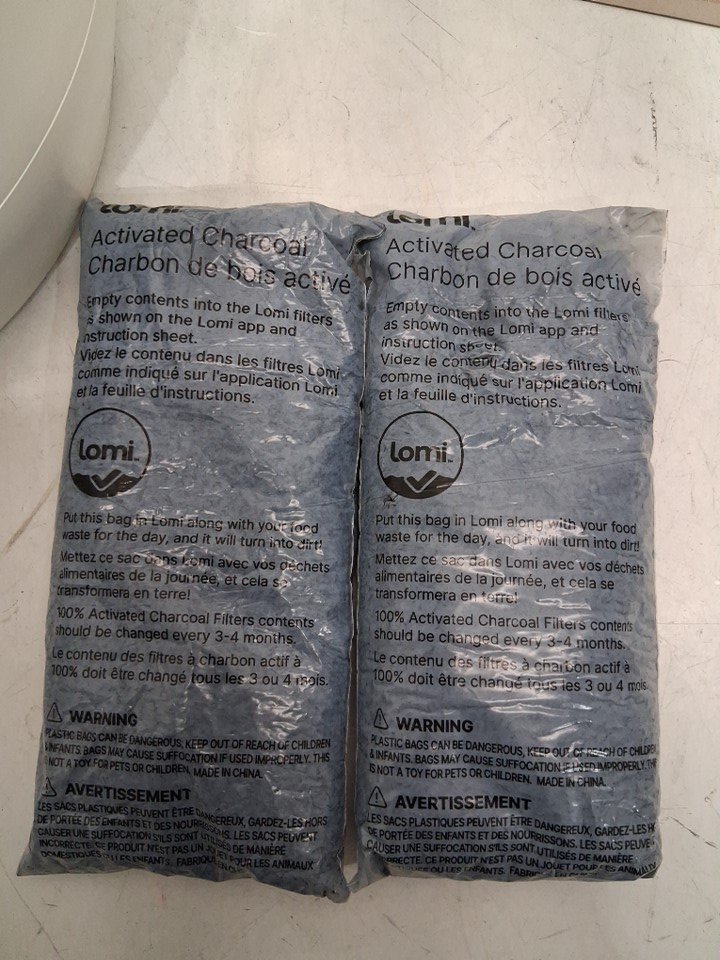 Lomi
Activated Charcoal
Charbon de bois activé
Empty contents into the Lomi filters
as shown on the Lomi app and
instruction sheet.
Videz le contenu dans les filtres Lomi
comme indiqué sur l'application Lomi
et la feuille d'instructions.
Lomi™
Put this bag in Lomi along with your food
waste for the day, and it will turn into dirt!
Mettez ce sac dans Lomi avec vos déchets
alimentaires de la journée, et cela se
transformera en terre!
100% Activated Charcoal Filters contents
should be changed every 3-4 months.
Le contenu des filtres à charbon actif à
100% doit être changé tous les 3 ou 4 mois.
WARNING
PLASTIC BAGS CAN BE DANGEROUS, KEEP OUT OF REACH OF CHILDREN
& INFANTS. BAGS MAY CAUSE SUFFOCATION IF USED IMPROPERLY. THIS
IS NOT A TOY FOR PETS OR CHILDREN. MADE IN CHINA.
AVERTISSEMENT
LES SACS PLASTIQUES PEUVENT ÊTRE DANGEREUX, GARDEZ-LES HORS
DE PORTÉE DES ENFANTS ET DES NOURRISSONS. LES SACS PEUVENT
CAUSER UNE SUFFOCATION S'ILS SONT UTILISÉS DE MANIÈRE
INCORRECTE. CE PRODUIT N'EST PAS UN JOUET POUR LES ANIMAUX
DOMESTIQUES OU LES ENFANTS. FABRIQUÉ EN
Lomi
Activated Charcoal
Charbon de bois activé
Empty contents into the Lomi filters
as shown on the Lomi app and
instruction sheet.
Videz le contenu dans les filtres Lomi
comme indiqué sur l'application Lomi
et la feuille d'instructions.
Lomi™
Put this bag in Lomi along with your food
waste for the day, and it will turn into dirt!
Mettez ce sac dans Lomi avec vos déchets
alimentaires de la journée, et cela se
transformera en terre!
100% Activated Charcoal Filters contents
should be changed every 3-4 months.
Le contenu des filtres à charbon actif à
100% doit être changé tous les 3 ou 4 mois.
WARNING
PLASTIC BAGS CAN BE DANGEROUS, KEEP OUT OF REACH OF CHILDREN
& INFANTS. BAGS MAY CAUSE SUFFOCATION IF USED IMPROPERLY. THIS
IS NOT A TOY FOR PETS OR CHILDREN. MADE IN CHINA.
AVERTISSEMENT
LES SACS PLASTIQUES PEUVENT ÊTRE DANGEREUX, GARDEZ-LES
DE PORTÉE DES ENFANTS ET DES NOURRISSONS. LES SACS
CAUSER UNE SUFFOCATION S'ILS SONT UTILISÉS DE MANIÈRE
INCORRECTE. CE PRODUIT N'EST PAS UN JOUET POUR LES
OU LES ENFANTS. FABRIQUÉ EN